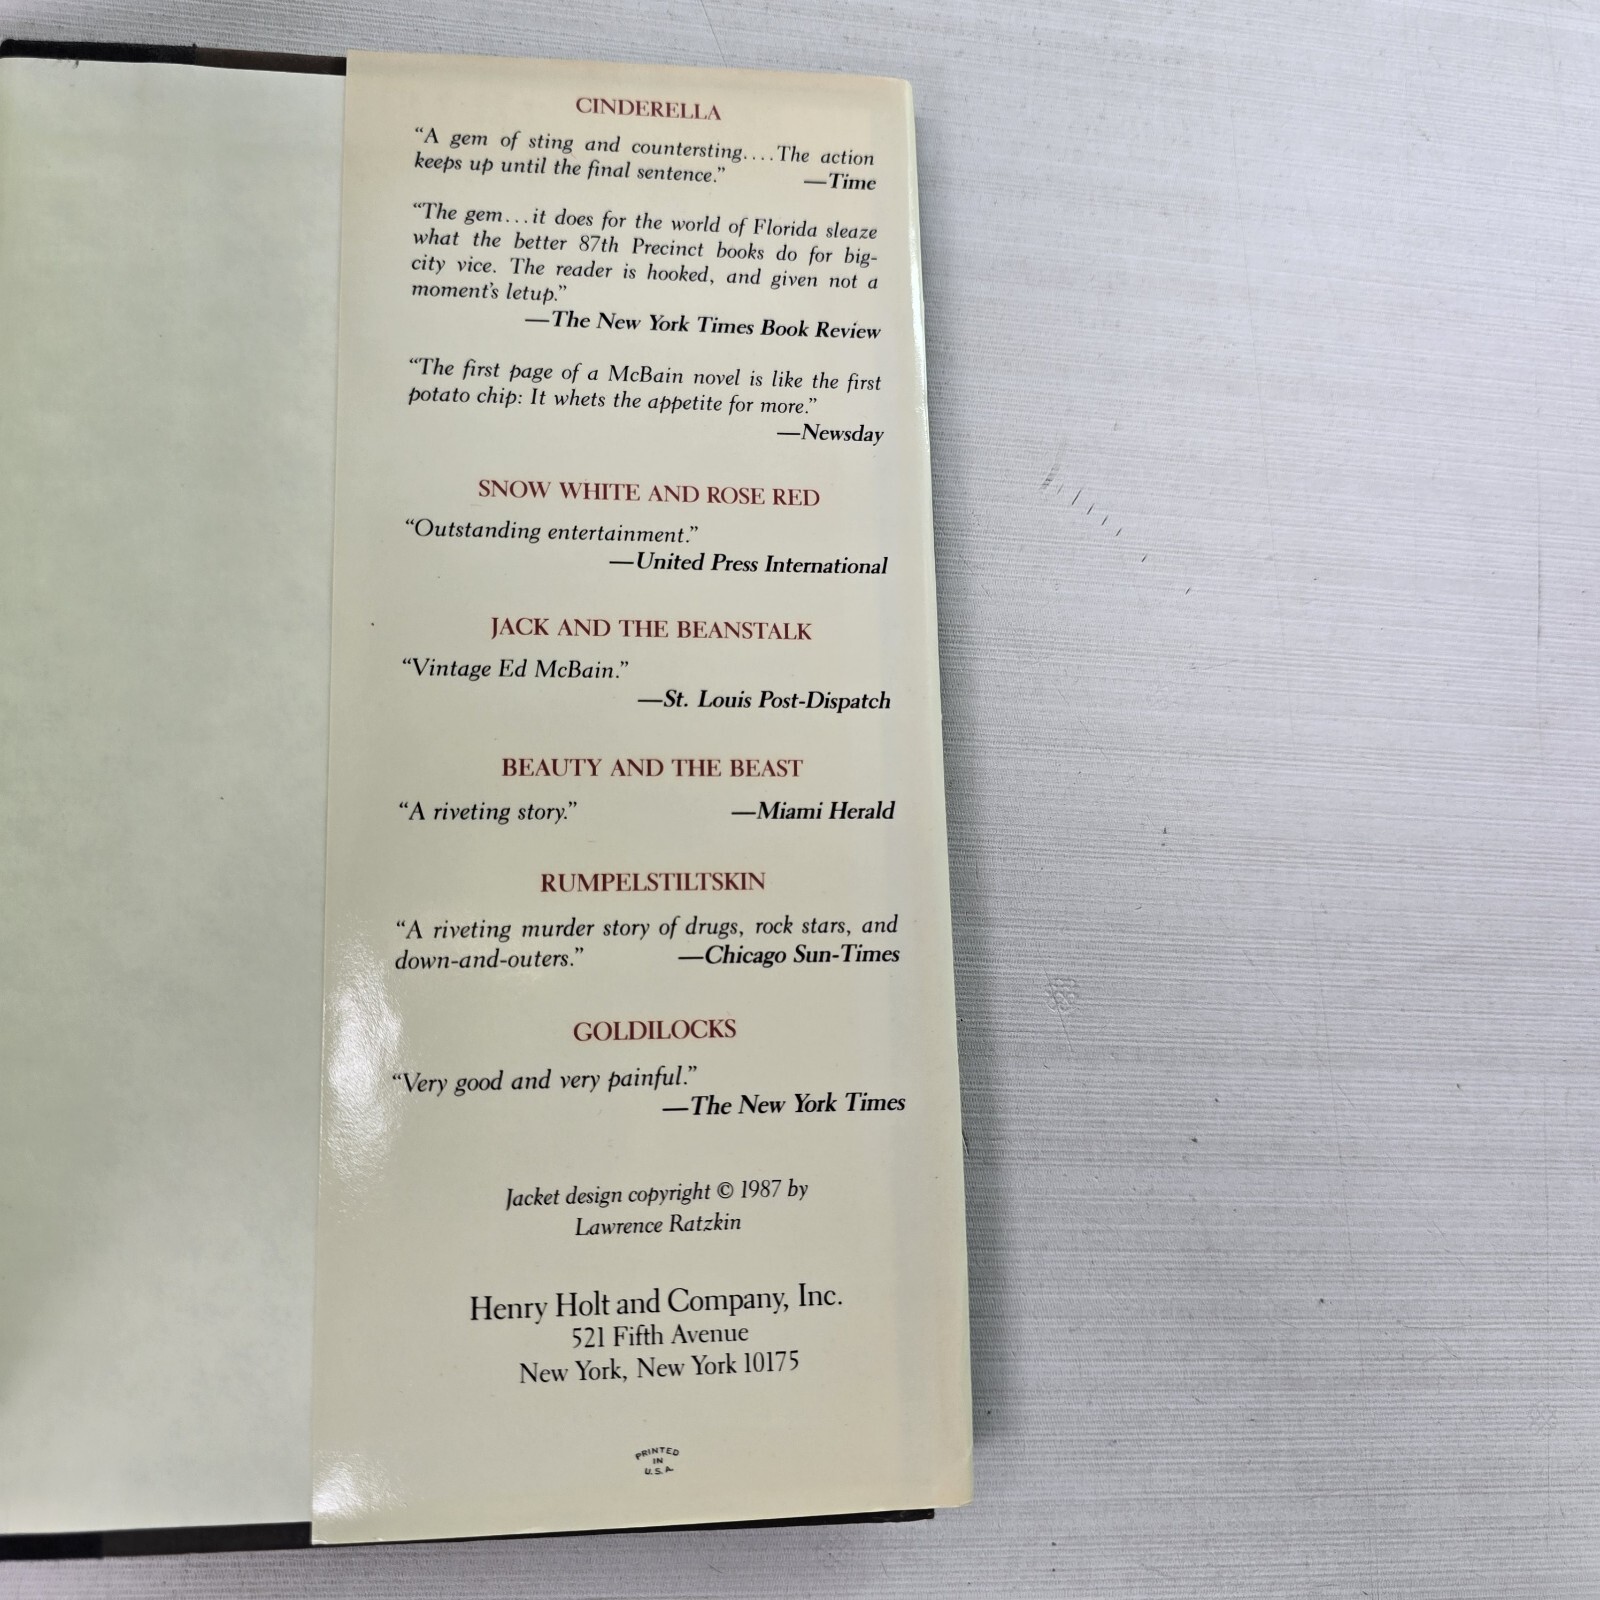 CINDERELLA
“A gem of sting and countersting....The action
keeps up until the final sentence.” —Time
“The gem...it does for the world of Florida sleaze
what the better 87th Precinct books do for big-
city vice. The reader is hooked, and given not a
moment's letup.”
—The New York Times Book Review
“The first page of a McBain novel is like the first
potato chip: It whets the appetite for more.”
—Newsday
SNOW WHITE AND ROSE RED
“Outstanding entertainment.”
—United Press International
JACK AND THE BEANSTALK
“Vintage Ed McBain.”
—St. Louis Post-Dispatch
BEAUTY AND THE BEAST
“A riveting story.” —Miami Herald
RUMPELSTILTSKIN
“A riveting murder story of drugs, rock stars, and
down-and-outers.” —Chicago Sun-Times
GOLDILOCKS
“Very good and very painful.”
—The New York Times
Jacket design copyright © 1987 by
Lawrence Ratzkin
Henry Holt and Company, Inc.
521 Fifth Avenue
New York, New York 10175
PRINTED
IN
U.S.A.